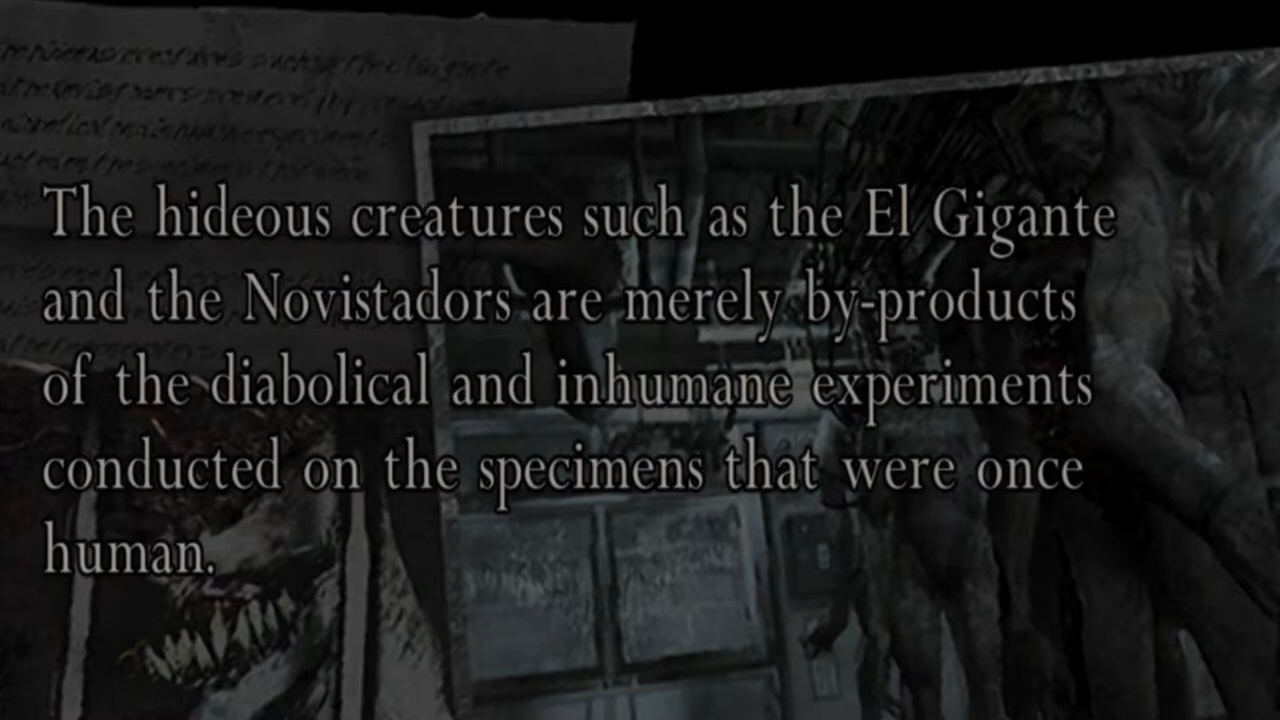 The hideous creatures such as the El Gigante
and the Novistadors are merely by-products
of the diabolical and inhumane experiments
conducted on the specimens that were once
human.